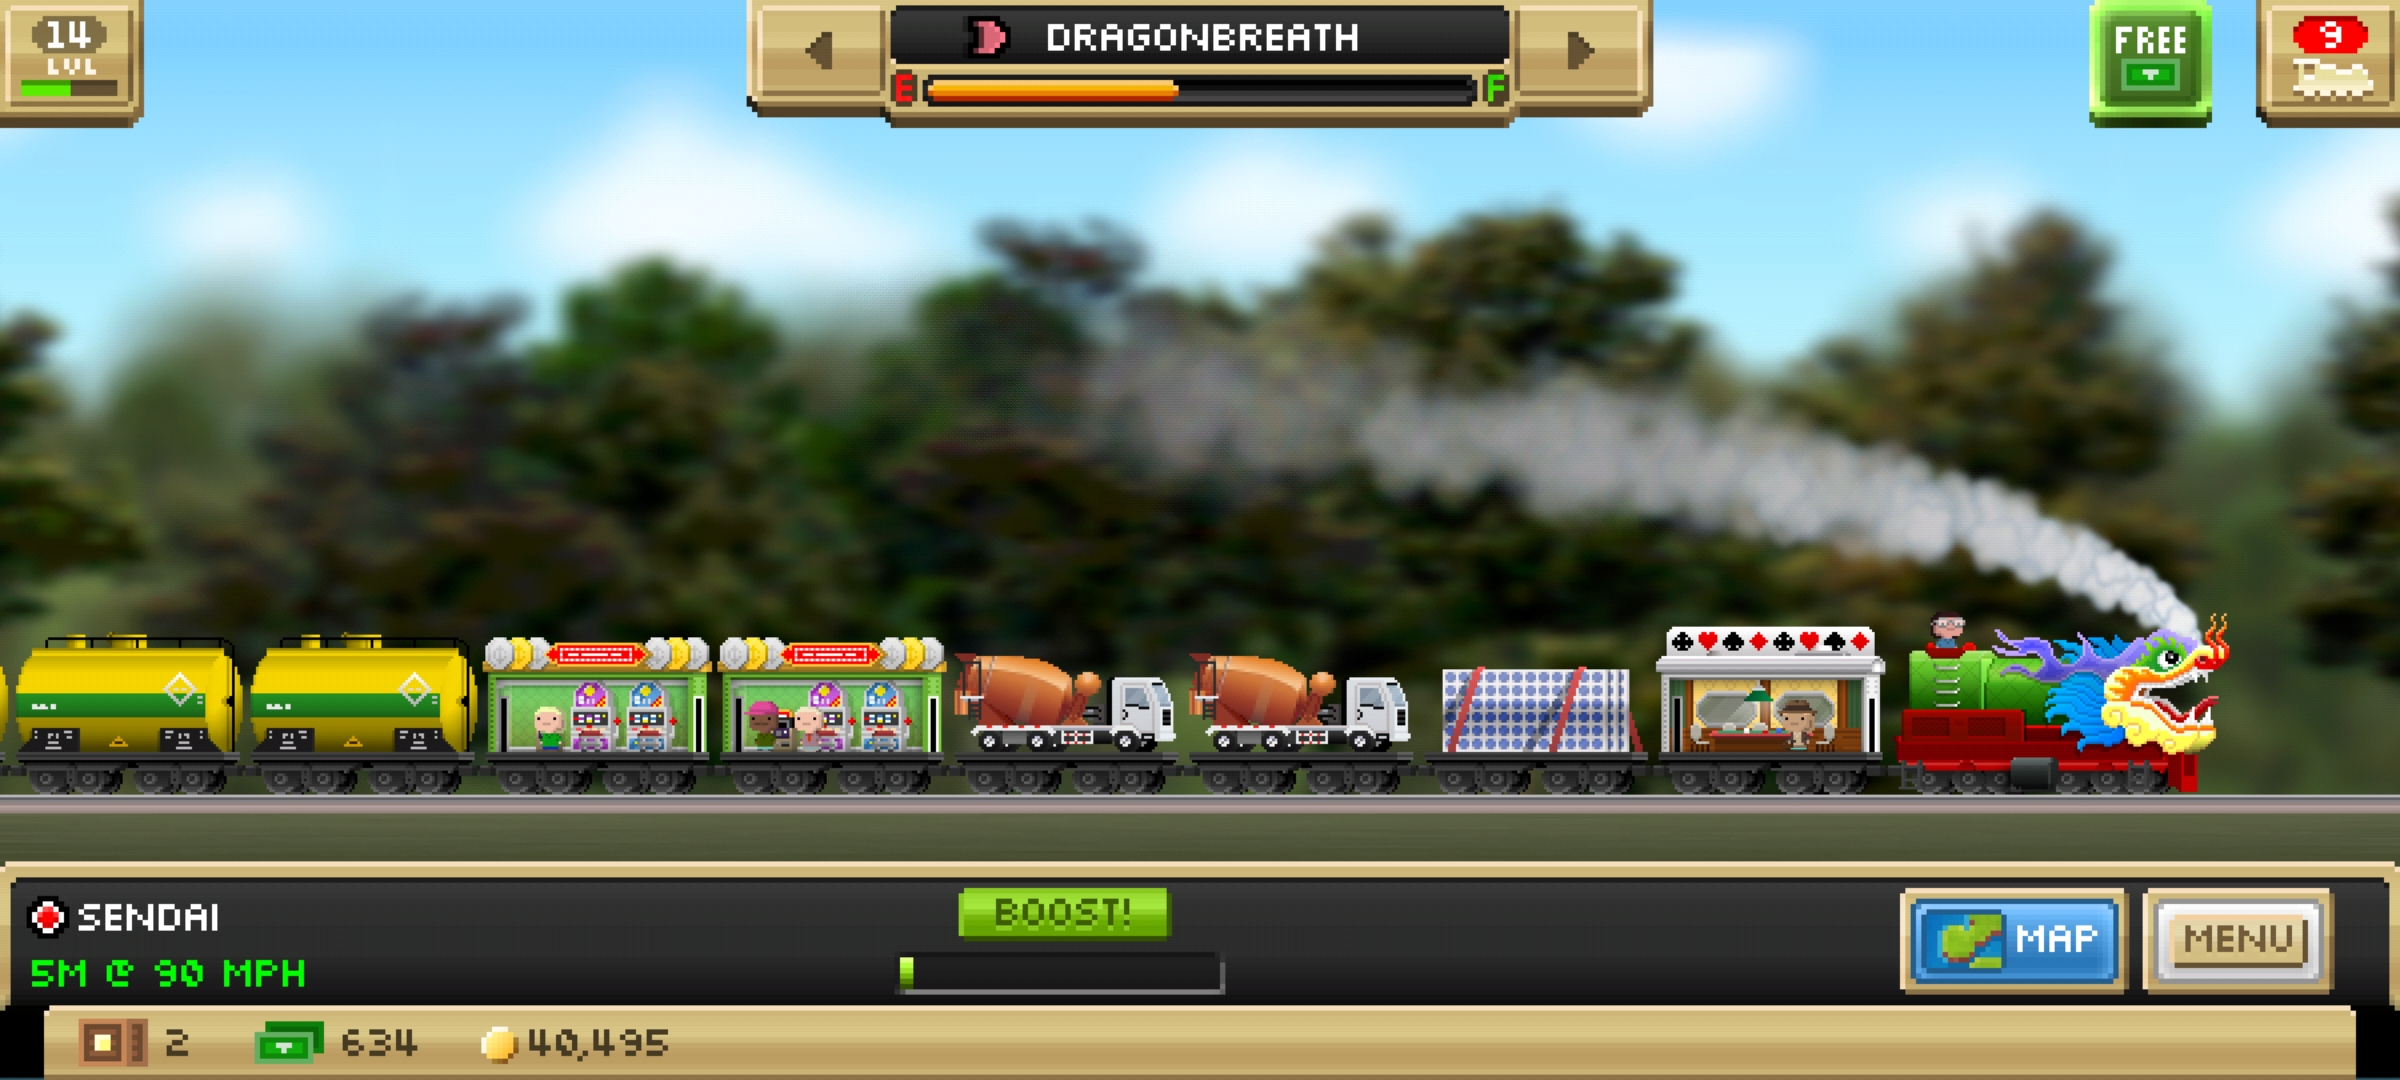 14
LVL
DRAGONBREATH
E F
FREE
9
SENDAI
5M @ 90 MPH
BOOST!
MAP
MENU
2 634 40,495